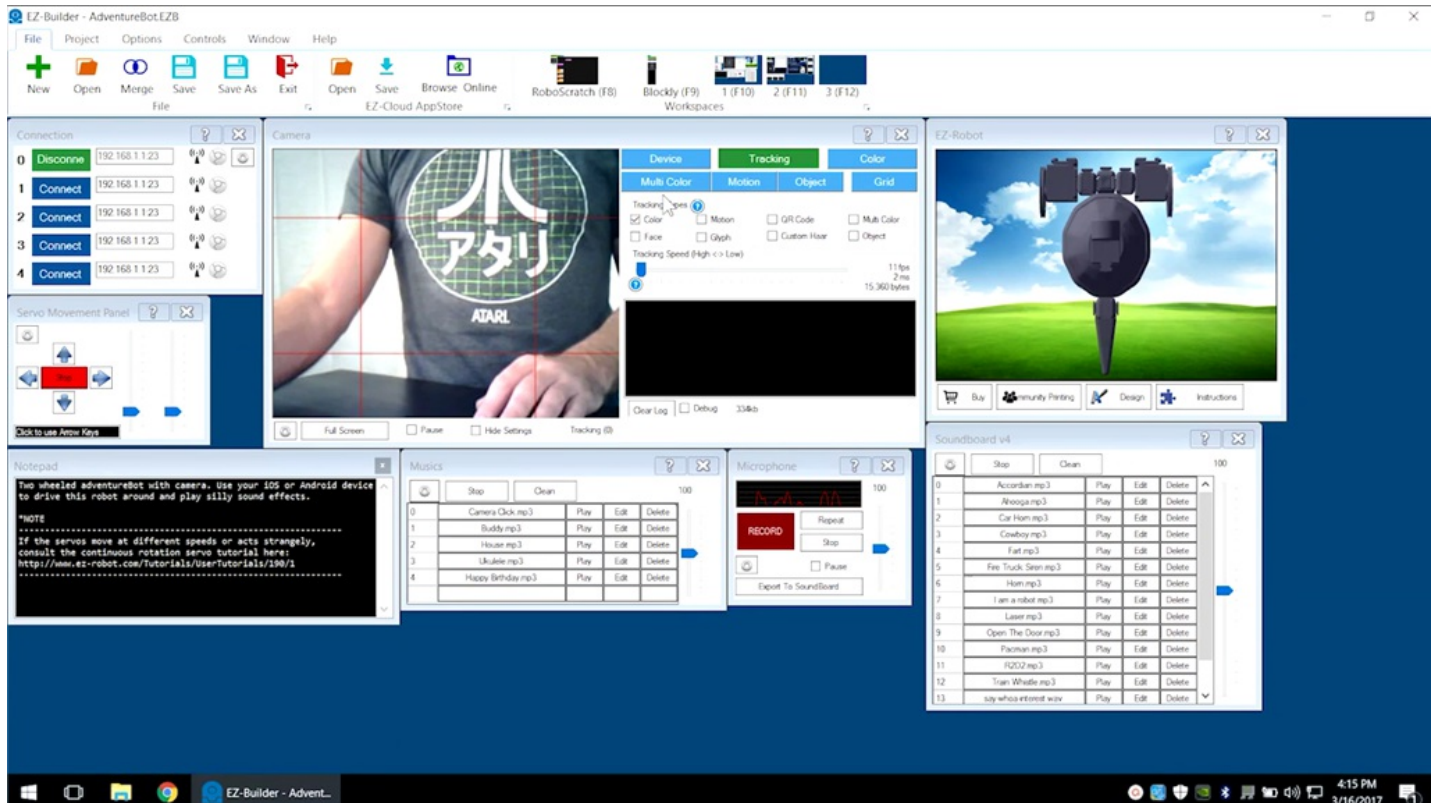 EZ-Builder - AdventureBot.EZB
File Project Options Controls Window Help
New Open Merge Save Save As Exit Open Save Browse Online RoboScratch (F8) Blockly (F9) 1 (F10) 2 (F11) 3 (F12)
File EZ-Cloud AppStore Workspaces
Connection
0 Disconne 192.168.1.1:23
1 Connect 192.168.1.1:23
2 Connect 192.168.1.1:23
3 Connect 192.168.1.1:23
4 Connect 192.168.1.1:23
Servo Movement Panel
Click to use Arrow Keys
Camera
アタリ
ATARI
Device Tracking Color
Multi Color Motion Object Grid
Tracking
Color Motion QR Code Multi Color
Face Glyph Custom Haar Object
Tracking Speed (High <-> Low)
11 fps
2 ms
15,360 bytes
Clear Log Debug 334kb
Full Screen Pause Hide Settings Tracking (0)
EZ-Robot
Buy Design Instructions
Notepad
Two wheeled adventureBot with camera. Use your iOS or Android device
to drive this robot around and play silly sound effects.
*NOTE
If the servos move at different speeds or acts strangely,
consult the continuous rotation servo tutorial here:
http://www.ez-robot.com/Tutorials/UserTutorials/190/1
Musics
Stop Clean 100
0 Camera Click.mp3 Play Edit Delete
1 Buddy.mp3 Play Edit Delete
2 House.mp3 Play Edit Delete
3 Ukulele.mp3 Play Edit Delete
4 Happy Birthday.mp3 Play Edit Delete
Microphone
100
RECORD
Repeat
Stop
Pause
Export To SoundBoard
Soundboard v4
Stop Clean 100
0 Accordian.mp3 Play Edit Delete
1 Ahooga.mp3 Play Edit Delete
2 Car Horn.mp3 Play Edit Delete
3 Cowboy.mp3 Play Edit Delete
4 Fart.mp3 Play Edit Delete
5 Fire Truck Siren.mp3 Play Edit Delete
6 Horn.mp3 Play Edit Delete
7 I am a robot.mp3 Play Edit Delete
8 Laser.mp3 Play Edit Delete
9 Open The Door.mp3 Play Edit Delete
10 Pacman.mp3 Play Edit Delete
11 R2D2.mp3 Play Edit Delete
12 Train Whistle.mp3 Play Edit Delete
13 say whoa interest wav Play Edit Delete
EZ-Builder - Advent...
4:15 PM
3/16/2017